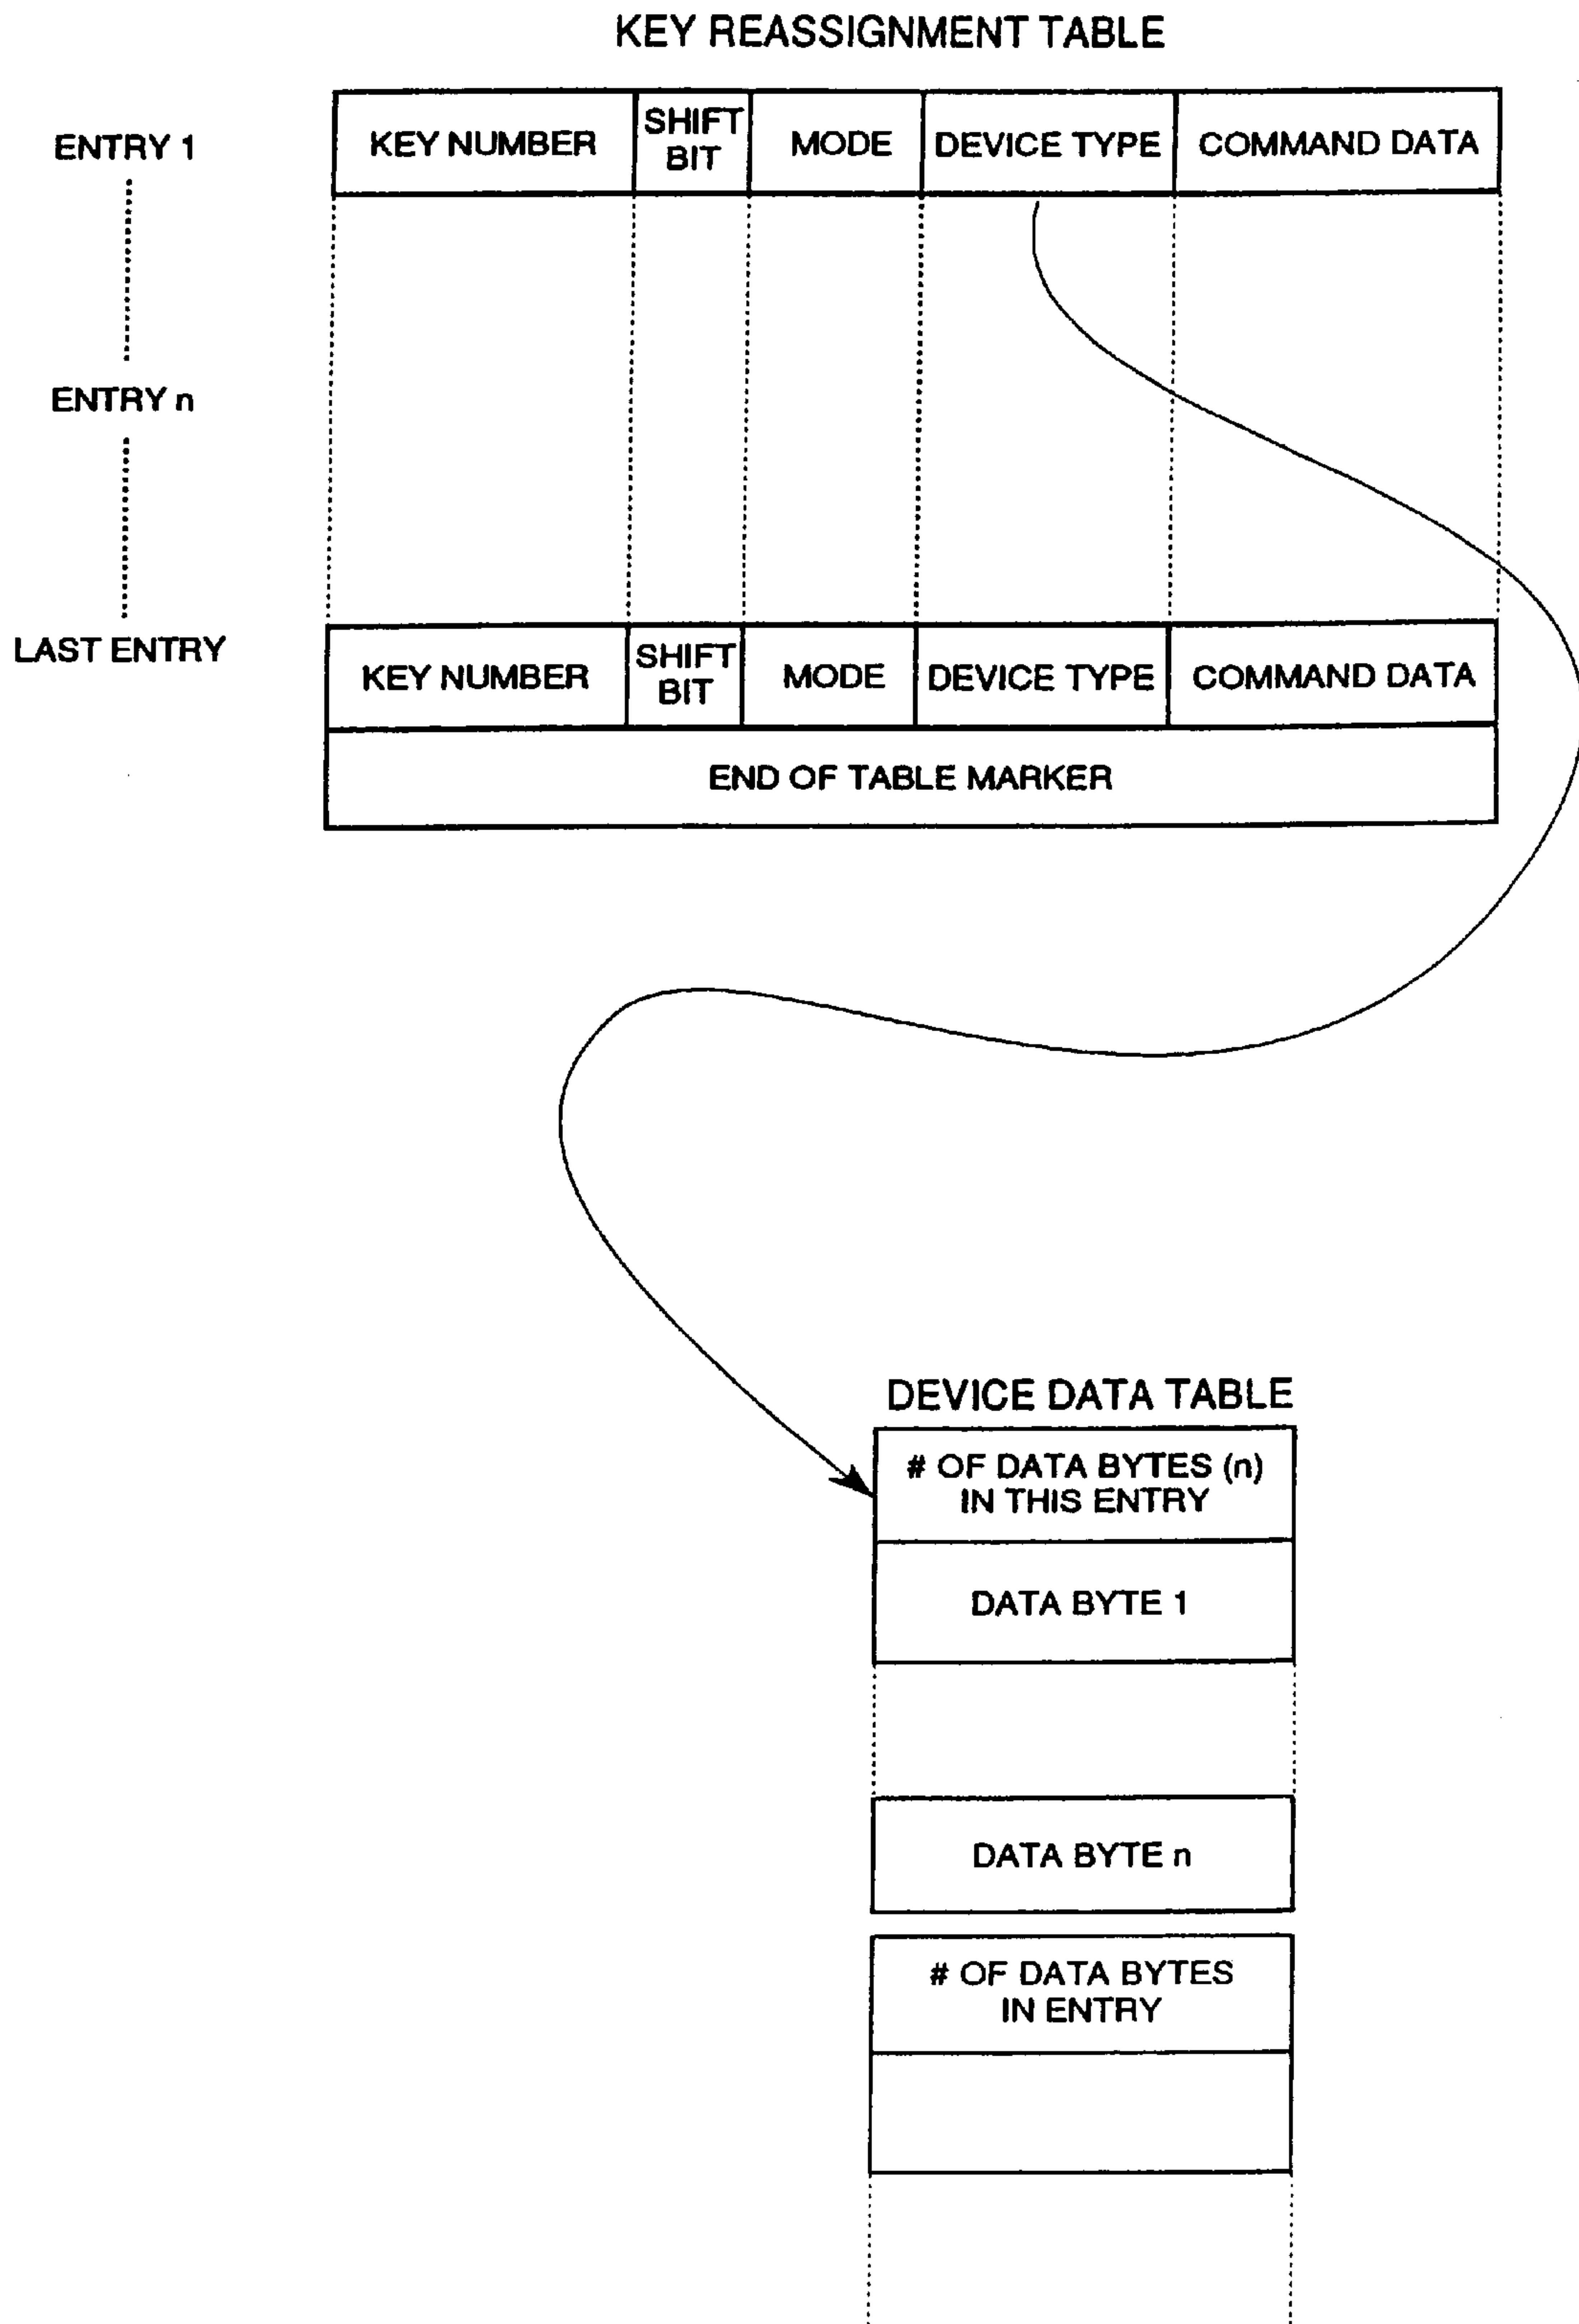 KEY REASSIGNMENT TABLE
ENTRY 1
KEY NUMBER
SHIFT
BIT
MODE
DEVICE TYPE
COMMAND DATA
ENTRY n
LAST ENTRY
KEY NUMBER
SHIFT
BIT
MODE
DEVICE TYPE
COMMAND DATA
END OF TABLE MARKER
DEVICE DATA TABLE
# OF DATA BYTES (n)
IN THIS ENTRY
DATA BYTE 1
DATA BYTE n
# OF DATA BYTES
IN ENTRY